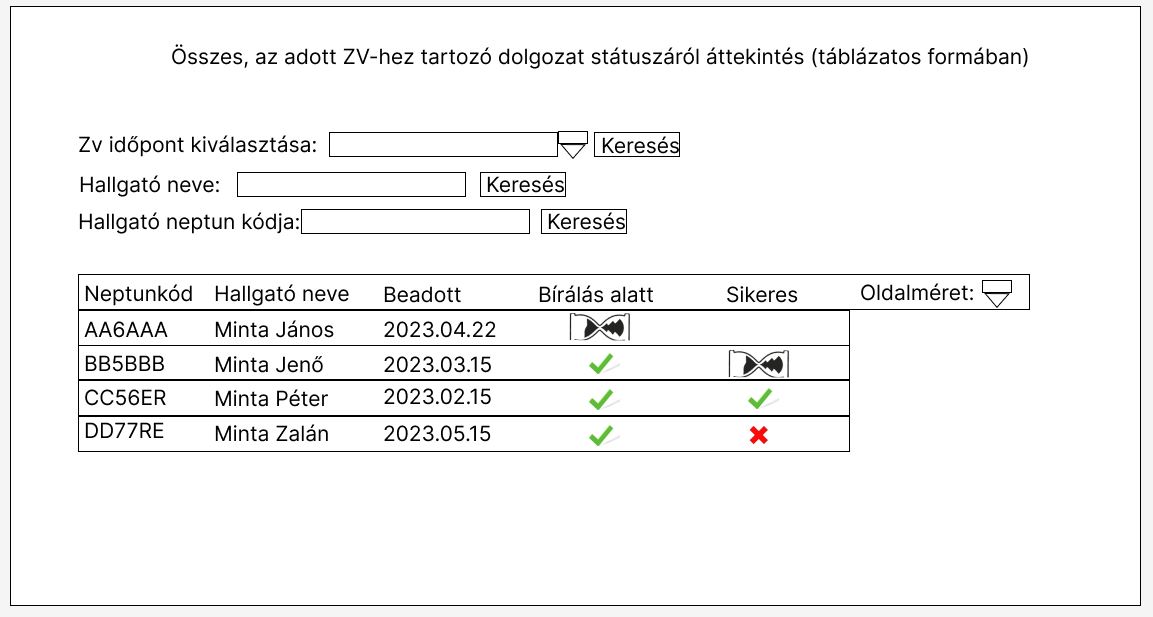 Összes, az adott ZV-hez tartozó dolgozat státuszáról áttekintés (táblázatos formában)
Zv időpont kiválasztása: Keresés
Hallgató neve: Keresés
Hallgató neptun kódja: Keresés
Neptunkód Hallgató neve Beadott Bírálás alatt Sikeres Oldalméret:
AA6AAA Minta János 2023.04.22
BB5BBB Minta Jenő 2023.03.15
CC56ER Minta Péter 2023.02.15
DD77RE Minta Zalán 2023.05.15